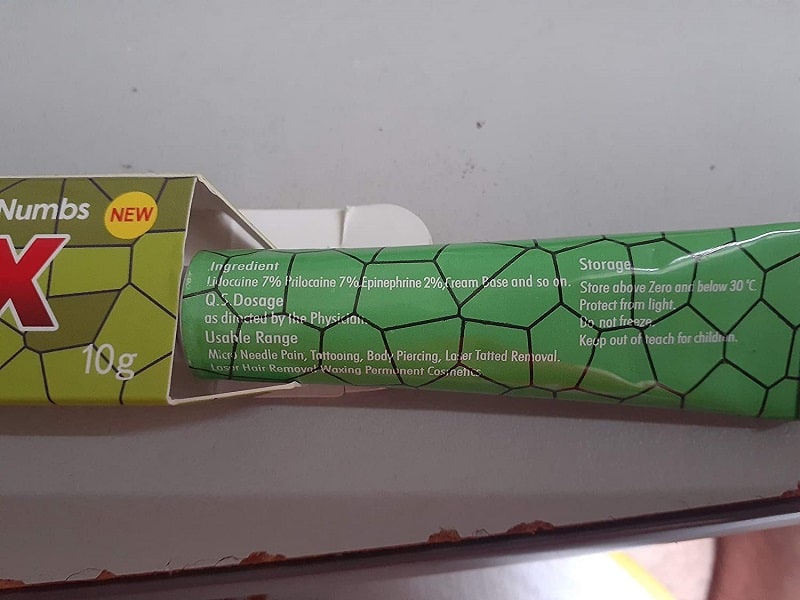 Numbs
NEW
X
10g
Ingredient
Lidocaine 7% Prilocaine 7%,Epinephrine 2%,Cream Base and so on.
Q.S. Dosage
as directed by the Physician.
Usable Range
Micro Needle Pain, Tattooing, Body Piercing, Laser Tatted Removal.
Laser Hair Removal Waxing Permanent Cosmetics
Storage
Store above Zero and below 30℃
Protect from light.
Do not freeze.
Keep out of teach for children.